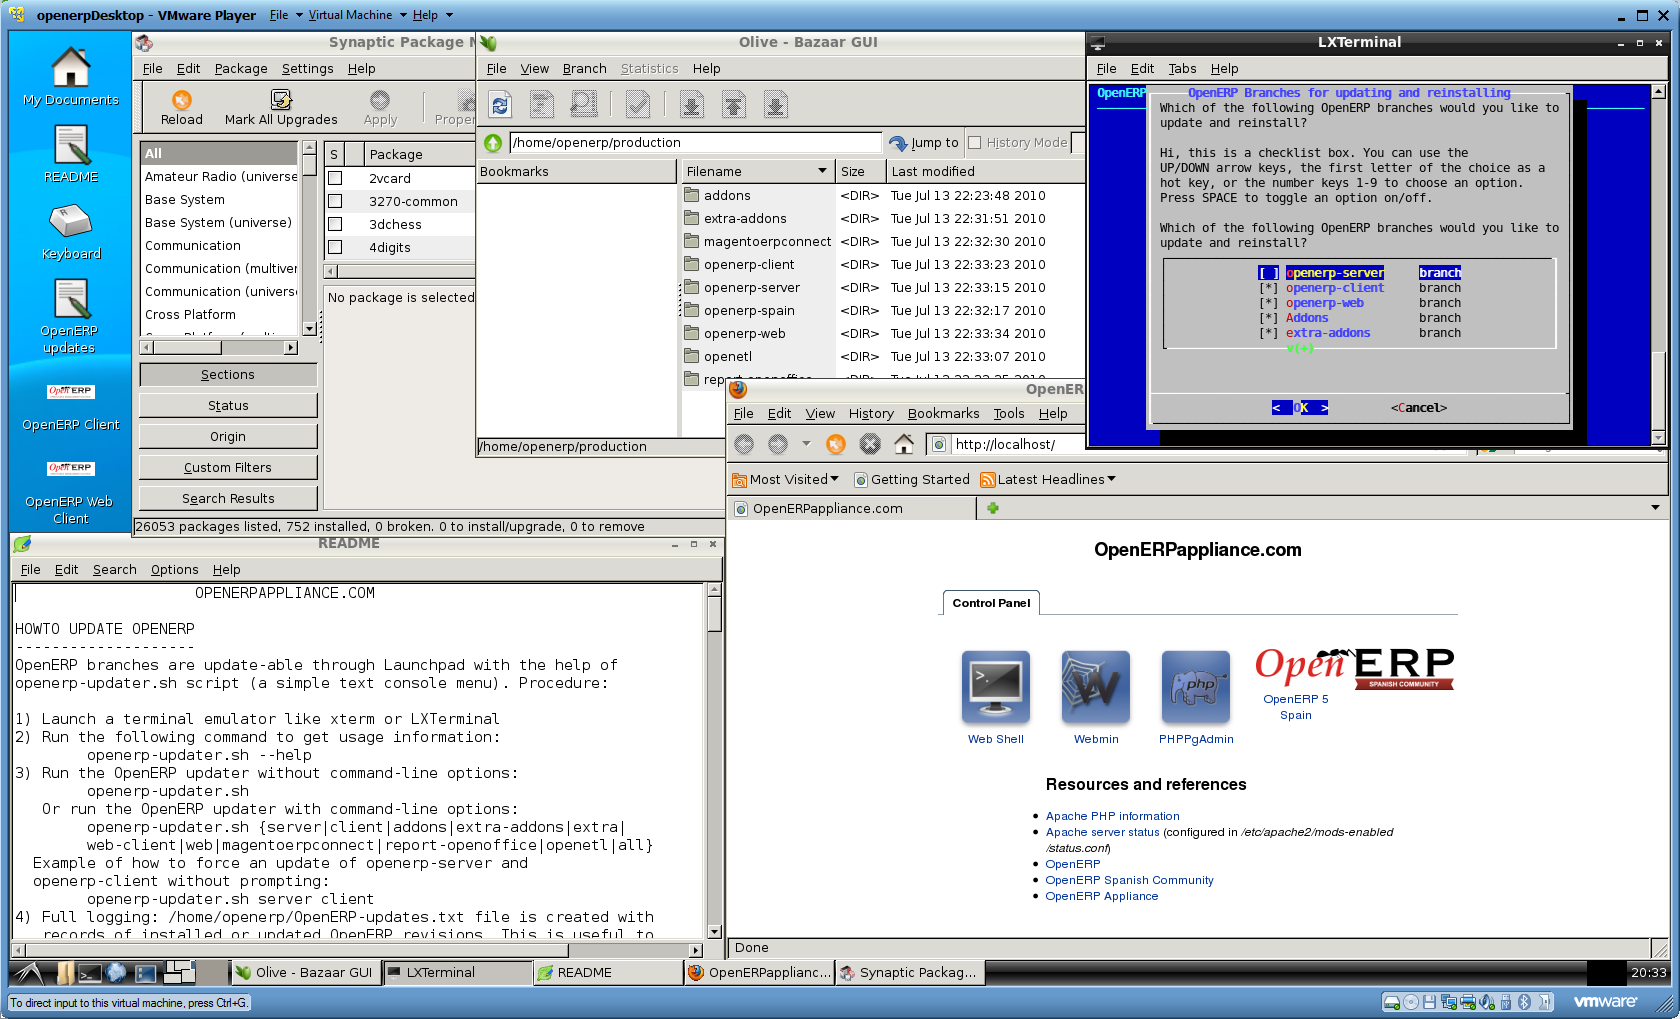 openerpDesktop - VMware Player File Virtual Machine Help
My Documents
README
Keyboard
OpenERP
updates
OpenERP Client
OpenERP Web
Client
Synaptic Package
File Edit Package Settings Help
Reload Mark All Upgrades Apply
All
Amateur Radio (universe
Base System
Base System (universe)
Communication
Communication (multiver
Communication (univers
Cross Platform
S Package
2vcard
3270-common
3dchess
4digits
No package is selected
Sections
Status
Origin
Custom Filters
Search Results
26053 packages listed, 752 installed, 0 broken. 0 to install/upgrade, 0 to remove
Olive - Bazaar GUI
File View Branch Statistics Help
/home/openerp/production Jump to History Mode
Bookmarks
Filename Size Last modified
addons <DIR> Tue Jul 13 22:23:48 2010
extra-addons <DIR> Tue Jul 13 22:31:51 2010
magentoerpconnect <DIR> Tue Jul 13 22:32:30 2010
openerp-client <DIR> Tue Jul 13 22:33:23 2010
openerp-server <DIR> Tue Jul 13 22:33:15 2010
openerp-spain <DIR> Tue Jul 13 22:32:17 2010
openerp-web <DIR> Tue Jul 13 22:33:34 2010
openetl <DIR> Tue Jul 13 22:33:07 2010
/home/openerp/production
LXTerminal
File Edit Tabs Help
OpenERP
OpenERP Branches for updating and reinstalling
Which of the following OpenERP branches would you like to
update and reinstall?
Hi, this is a checklist box. You can use the
UP/DOWN arrow keys, the first letter of the choice as a
hot key, or the number keys 1-9 to choose an option.
Press SPACE to toggle an option on/off.
Which of the following OpenERP branches would you like to
update and reinstall?
[ ] openerp-server branch
[*] openerp-client branch
[*] openerp-web branch
[*] Addons branch
[*] extra-addons branch
v(+)
< OK > <Cancel>
OpenER
File Edit View History Bookmarks Tools Help
http://localhost/
Most Visited Getting Started Latest Headlines
OpenERPappliance.com
OpenERPappliance.com
Control Panel
>_
W
php
Open ERP
SPANISH COMMUNITY
Web Shell
Webmin
PHPPgAdmin
OpenERP 5
Spain
Resources and references
Apache PHP information
Apache server status (configured in /etc/apache2/mods-enabled
/status.conf)
OpenERP
OpenERP Spanish Community
OpenERP Appliance
Done
README
File Edit Search Options Help
OPENERPAPPLIANCE.COM
HOWTO UPDATE OPENERP
--------------------
OpenERP branches are update-able through Launchpad with the help of
openerp-updater.sh script (a simple text console menu). Procedure:
1) Launch a terminal emulator like xterm or LXTerminal
2) Run the following command to get usage information:
openerp-updater.sh --help
3) Run the OpenERP updater without command-line options:
openerp-updater.sh
Or run the OpenERP updater with command-line options:
openerp-updater.sh {server|client|addons|extra-addons|extra|
web-client|web|magentoerpconnect|report-openoffice|openetl|all}
Example of how to force an update of openerp-server and
openerp-client without prompting:
openerp-updater.sh server client
4) Full logging: /home/openerp/OpenERP-updates.txt file is created with
records of installed or updated OpenERP revisions. This is useful to
Olive - Bazaar GUI LXTerminal README OpenERPapplianc... Synaptic Packag... 20:33
To direct input to this virtual machine, press Ctrl+G. vmware